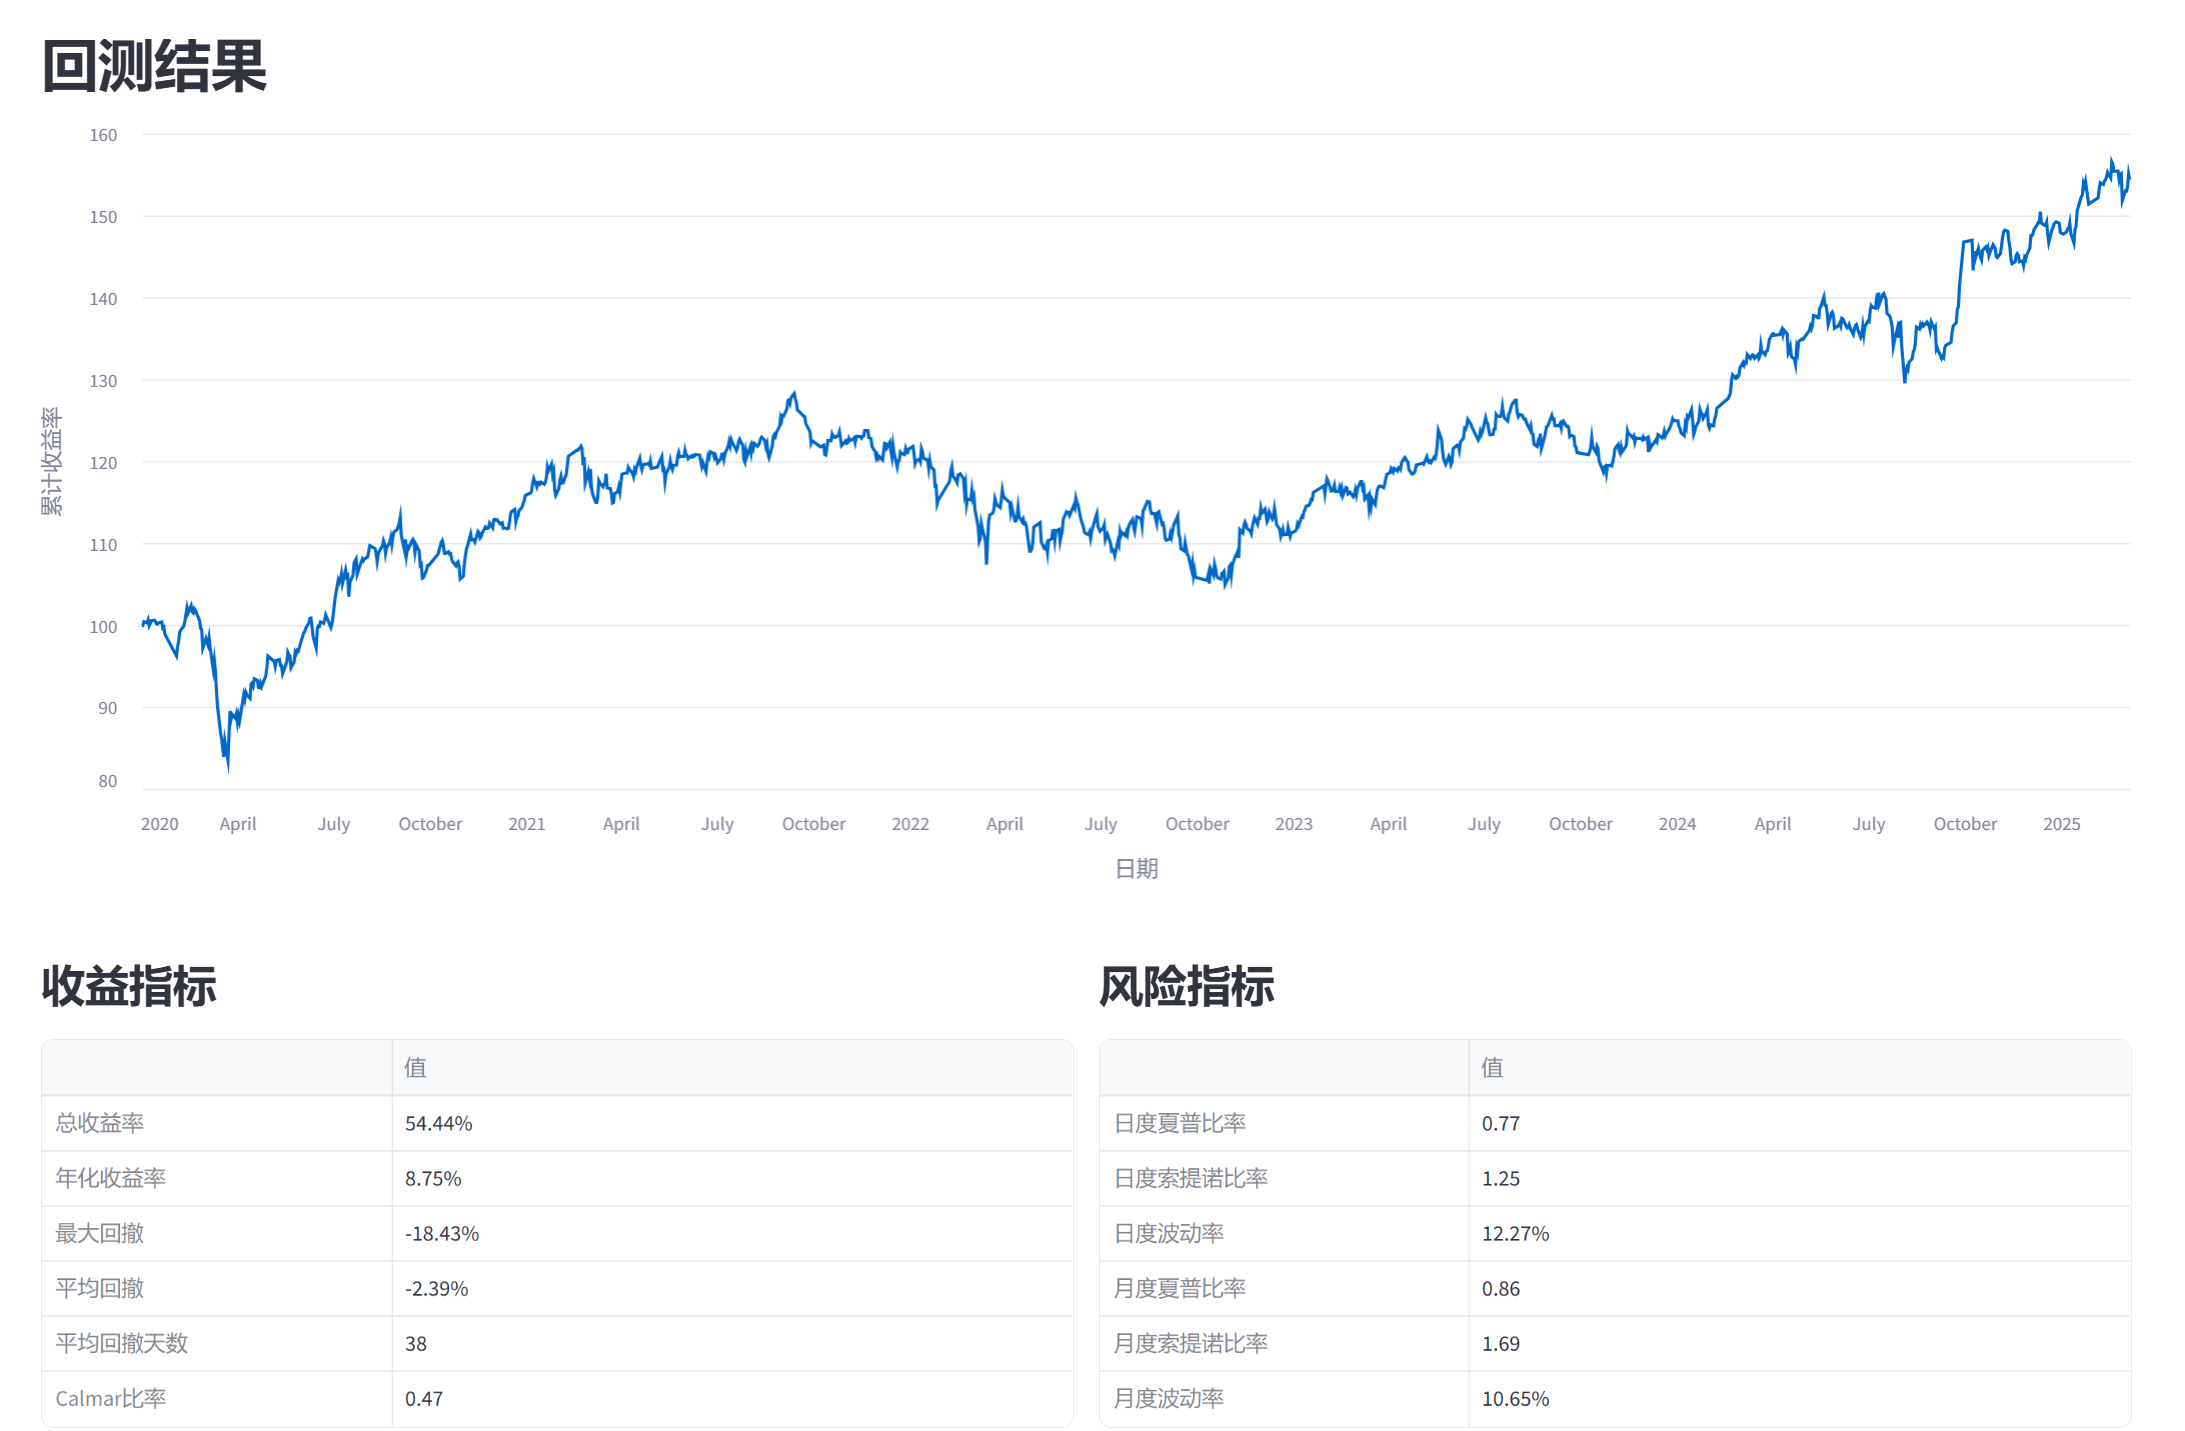 回测结果
160
150
140
130
120
110
100
90
80
累计收益率
2020 April July October 2021 April July October 2022 April July October 2023 April July October 2024 April July October 2025
日期
收益指标
值
总收益率 54.44%
年化收益率 8.75%
最大回撤 -18.43%
平均回撤 -2.39%
平均回撤天数 38
Calmar比率 0.47
风险指标
值
日度夏普比率 0.77
日度索提诺比率 1.25
日度波动率 12.27%
月度夏普比率 0.86
月度索提诺比率 1.69
月度波动率 10.65%